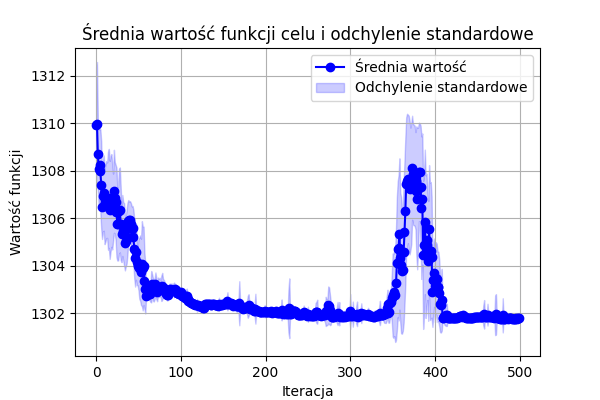 Średnia wartość funkcji celu i odchylenie standardowe
Średnia wartość
Odchylenie standardowe
Wartość funkcji
1312
1310
1308
1306
1304
1302
0 100 200 300 400 500
Iteracja